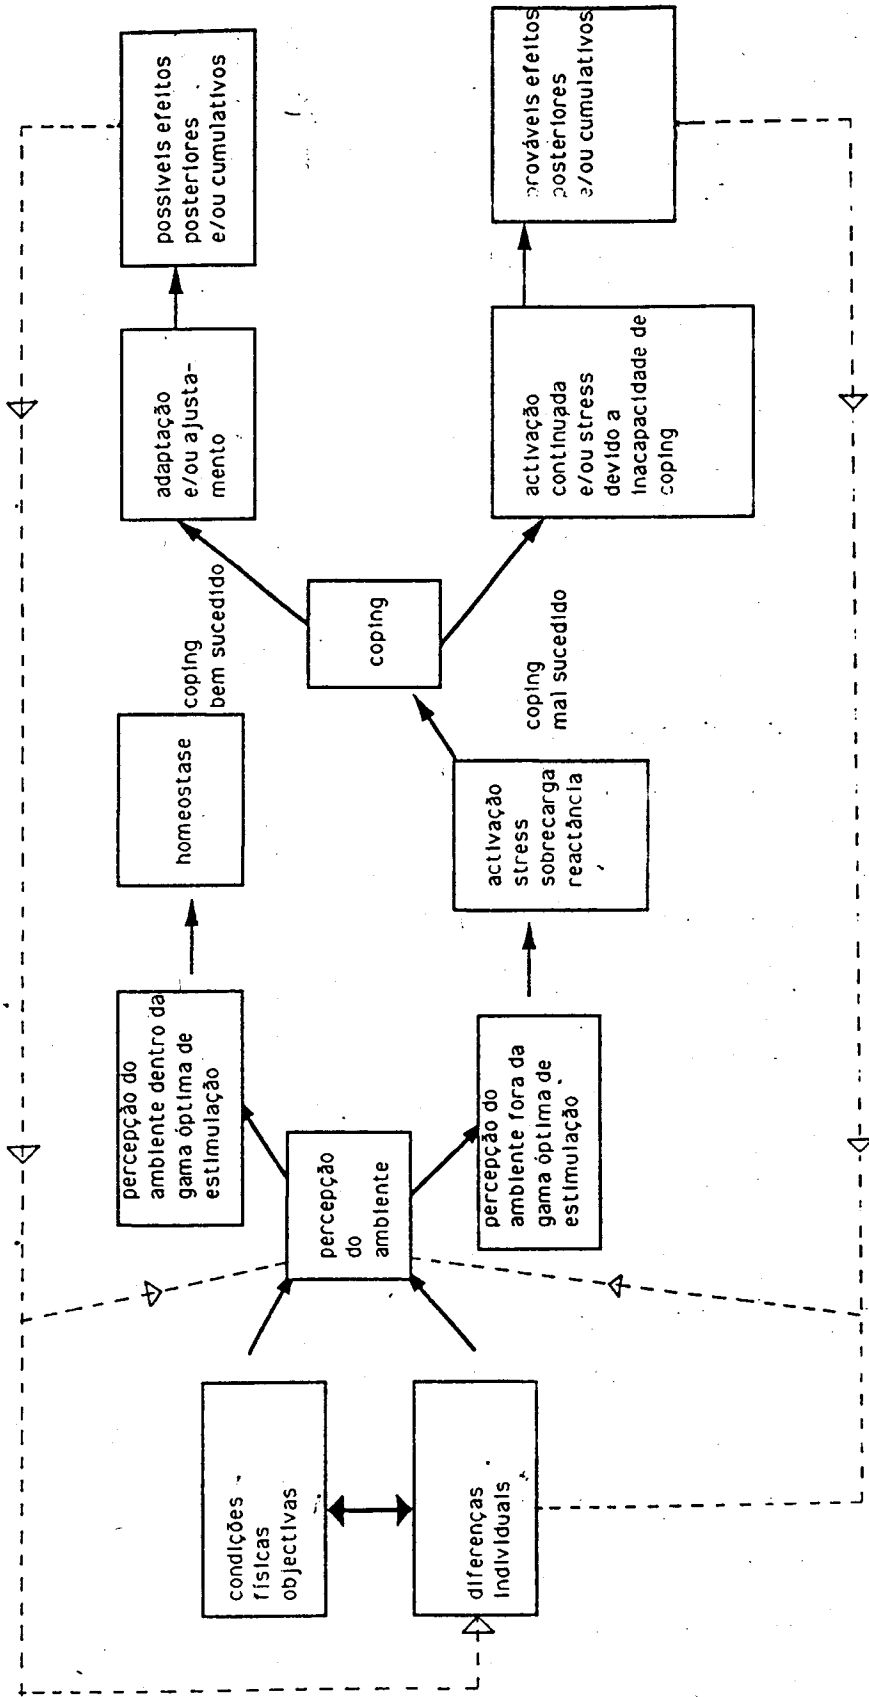 condições
físicas
objectivas
diferenças
individuais
percepção
do
ambiente
percepção do
ambiente dentro da
gama óptima de
estimulação
percepção do
ambiente fora da
gama óptima de
estimulação
homeostase
activação
stress
sobrecarga
reactância
coping
bem sucedido
coping
coping
mal sucedido
adaptação
e/ou ajusta-
mento
activação
continuada
e/ou stress
devido a
inacapacidade de
coping
possíveis efeitos
posteriores
e/ou cumulativos
prováveis efeitos
posteriores
e/ou cumulativos